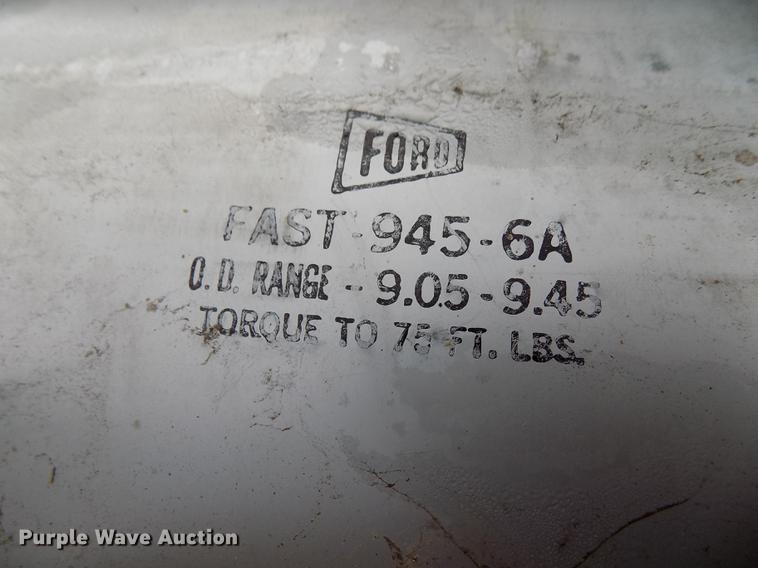 FORD
FAST-945-6A
O.D. RANGE - 9.05-9.45
TORQUE TO 75 FT. LBS.
Purple Wave Auction